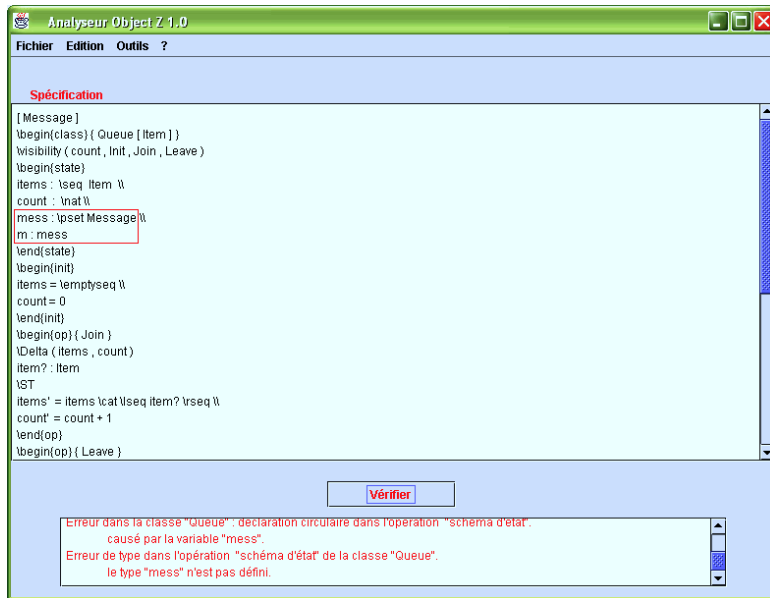 Analyseur Object Z 1.0
Fichier Edition Outils ?
Spécification
[ Message ]
\begin{class} { Queue [ Item ] }
\visibility ( count , Init , Join , Leave )
\begin{state}
items : \seq Item \\
count : \nat \\
mess : \pset Message \\
m : mess
\end{state}
\begin{init}
items = \emptyseq \\
count = 0
\end{init}
\begin{op} { Join }
\Delta ( items , count )
item? : Item
\ST
items' = items \cat \lseq item? \rseq \\
count' = count + 1
\end{op}
\begin{op} { Leave }
Vérifier
Erreur dans la classe "Queue" : déclaration circulaire dans l'opération "schéma d'état".
causé par la variable "mess".
Erreur de type dans l'opération "schéma d'état" de la classe "Queue".
le type "mess" n'est pas défini.